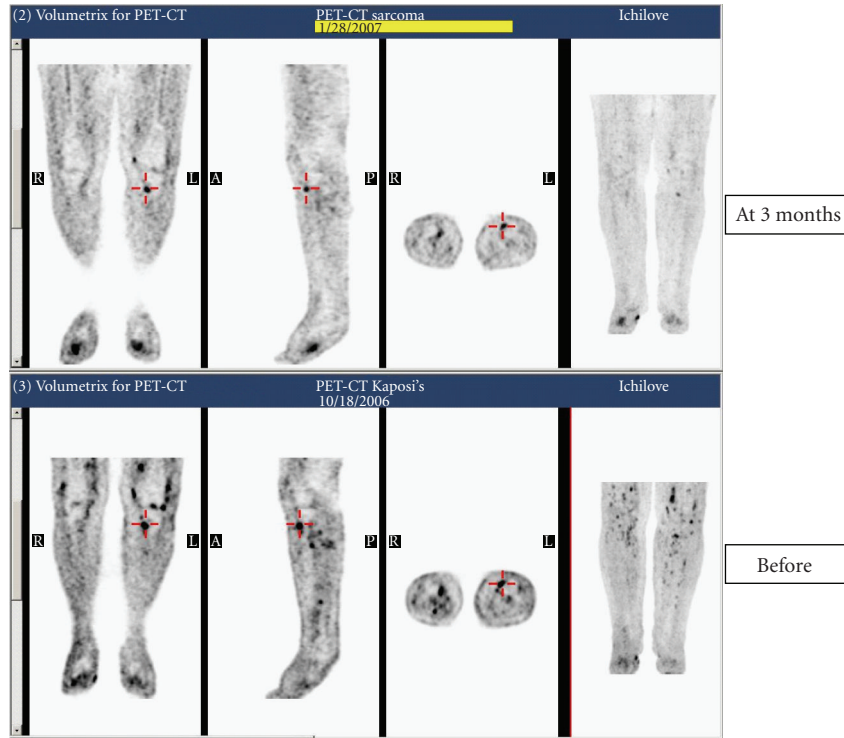 (2) Volumetrix for PET-CT PET-CT sarcoma Ichilove
1/28/2007
R L A P R L
At 3 months
(3) Volumetrix for PET-CT PET-CT Kaposi's Ichilove
10/18/2006
R L A P R L
Before